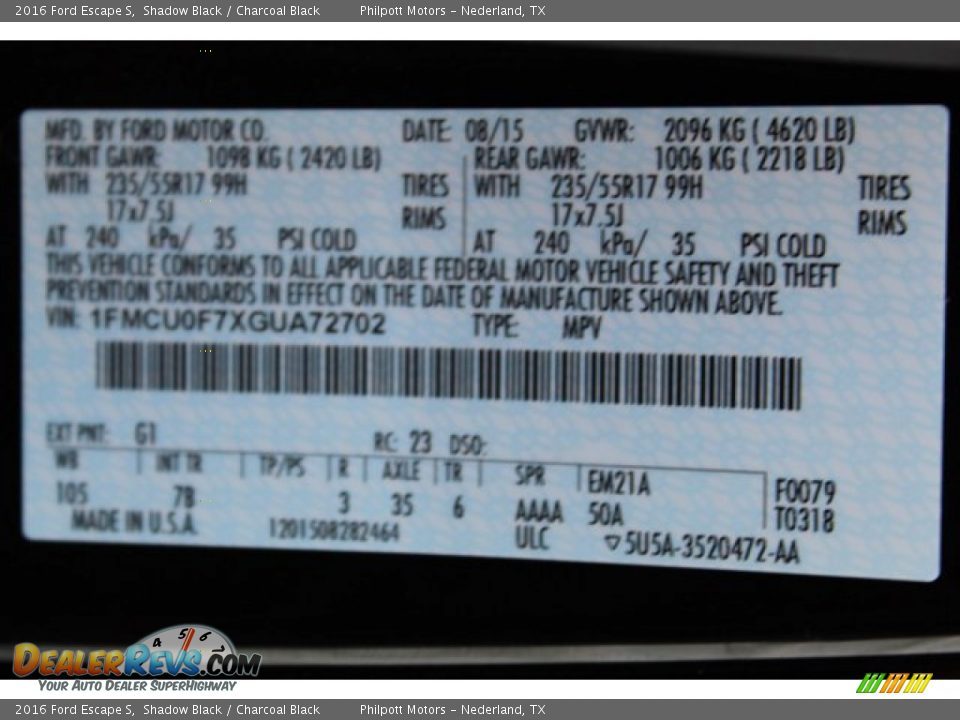 2016 Ford Escape S, Shadow Black / Charcoal Black Philpott Motors - Nederland, TX
MFD. BY FORD MOTOR CO. DATE: 08/15 GVWR: 2096 KG ( 4620 LB)
FRONT GAWR: 1098 KG ( 2420 LB) REAR GAWR: 1006 KG ( 2218 LB)
WITH 235/55R17 99H TIRES WITH 235/55R17 99H TIRES
17x7.5J RIMS 17x7.5J RIMS
AT 240 kPa/ 35 PSI COLD AT 240 kPa/ 35 PSI COLD
THIS VEHICLE CONFORMS TO ALL APPLICABLE FEDERAL MOTOR VEHICLE SAFETY AND THEFT
PREVENTION STANDARDS IN EFFECT ON THE DATE OF MANUFACTURE SHOWN ABOVE.
VIN: 1FMCU0F7XGUA72702 TYPE: MPV
EXT PNT: G1 RC: 23 DSO:
WB INT TR TP/PS R AXLE TR SPR EM21A F0079
105 7B 3 35 6 AAAA 50A T0318
MADE IN U.S.A. 1201508282464 ULC ▽5U5A-3520472-AA
4 5 6 7
DEALERREVS.COM
YOUR AUTO DEALER SUPERHIGHWAY
2016 Ford Escape S, Shadow Black / Charcoal Black Philpott Motors - Nederland, TX